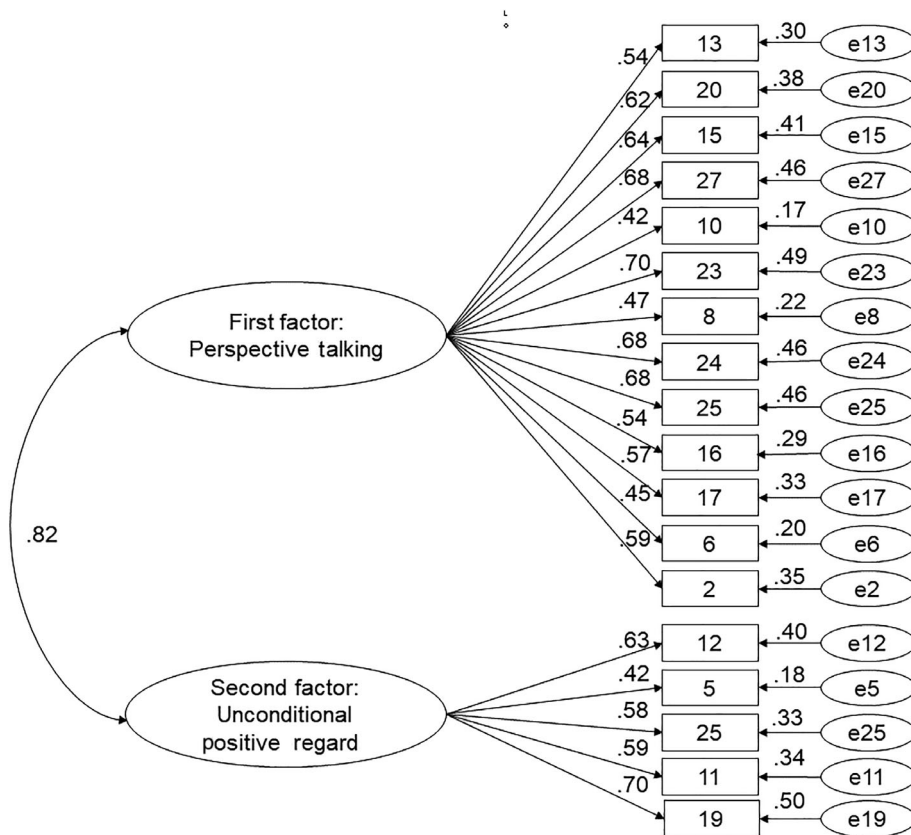 .54 13 .30 e13
.62 20 .38 e20
.64 15 .41 e15
.68 27 .46 e27
.42 10 .17 e10
.70 23 .49 e23
.47 8 .22 e8
.68 24 .46 e24
.68 25 .46 e25
.54 16 .29 e16
.57 17 .33 e17
.45 6 .20 e6
.59 2 .35 e2
First factor:
Perspective talking
.82
.63 12 .40 e12
.42 5 .18 e5
.58 25 .33 e25
.59 11 .34 e11
.70 19 .50 e19
Second factor:
Unconditional
positive regard